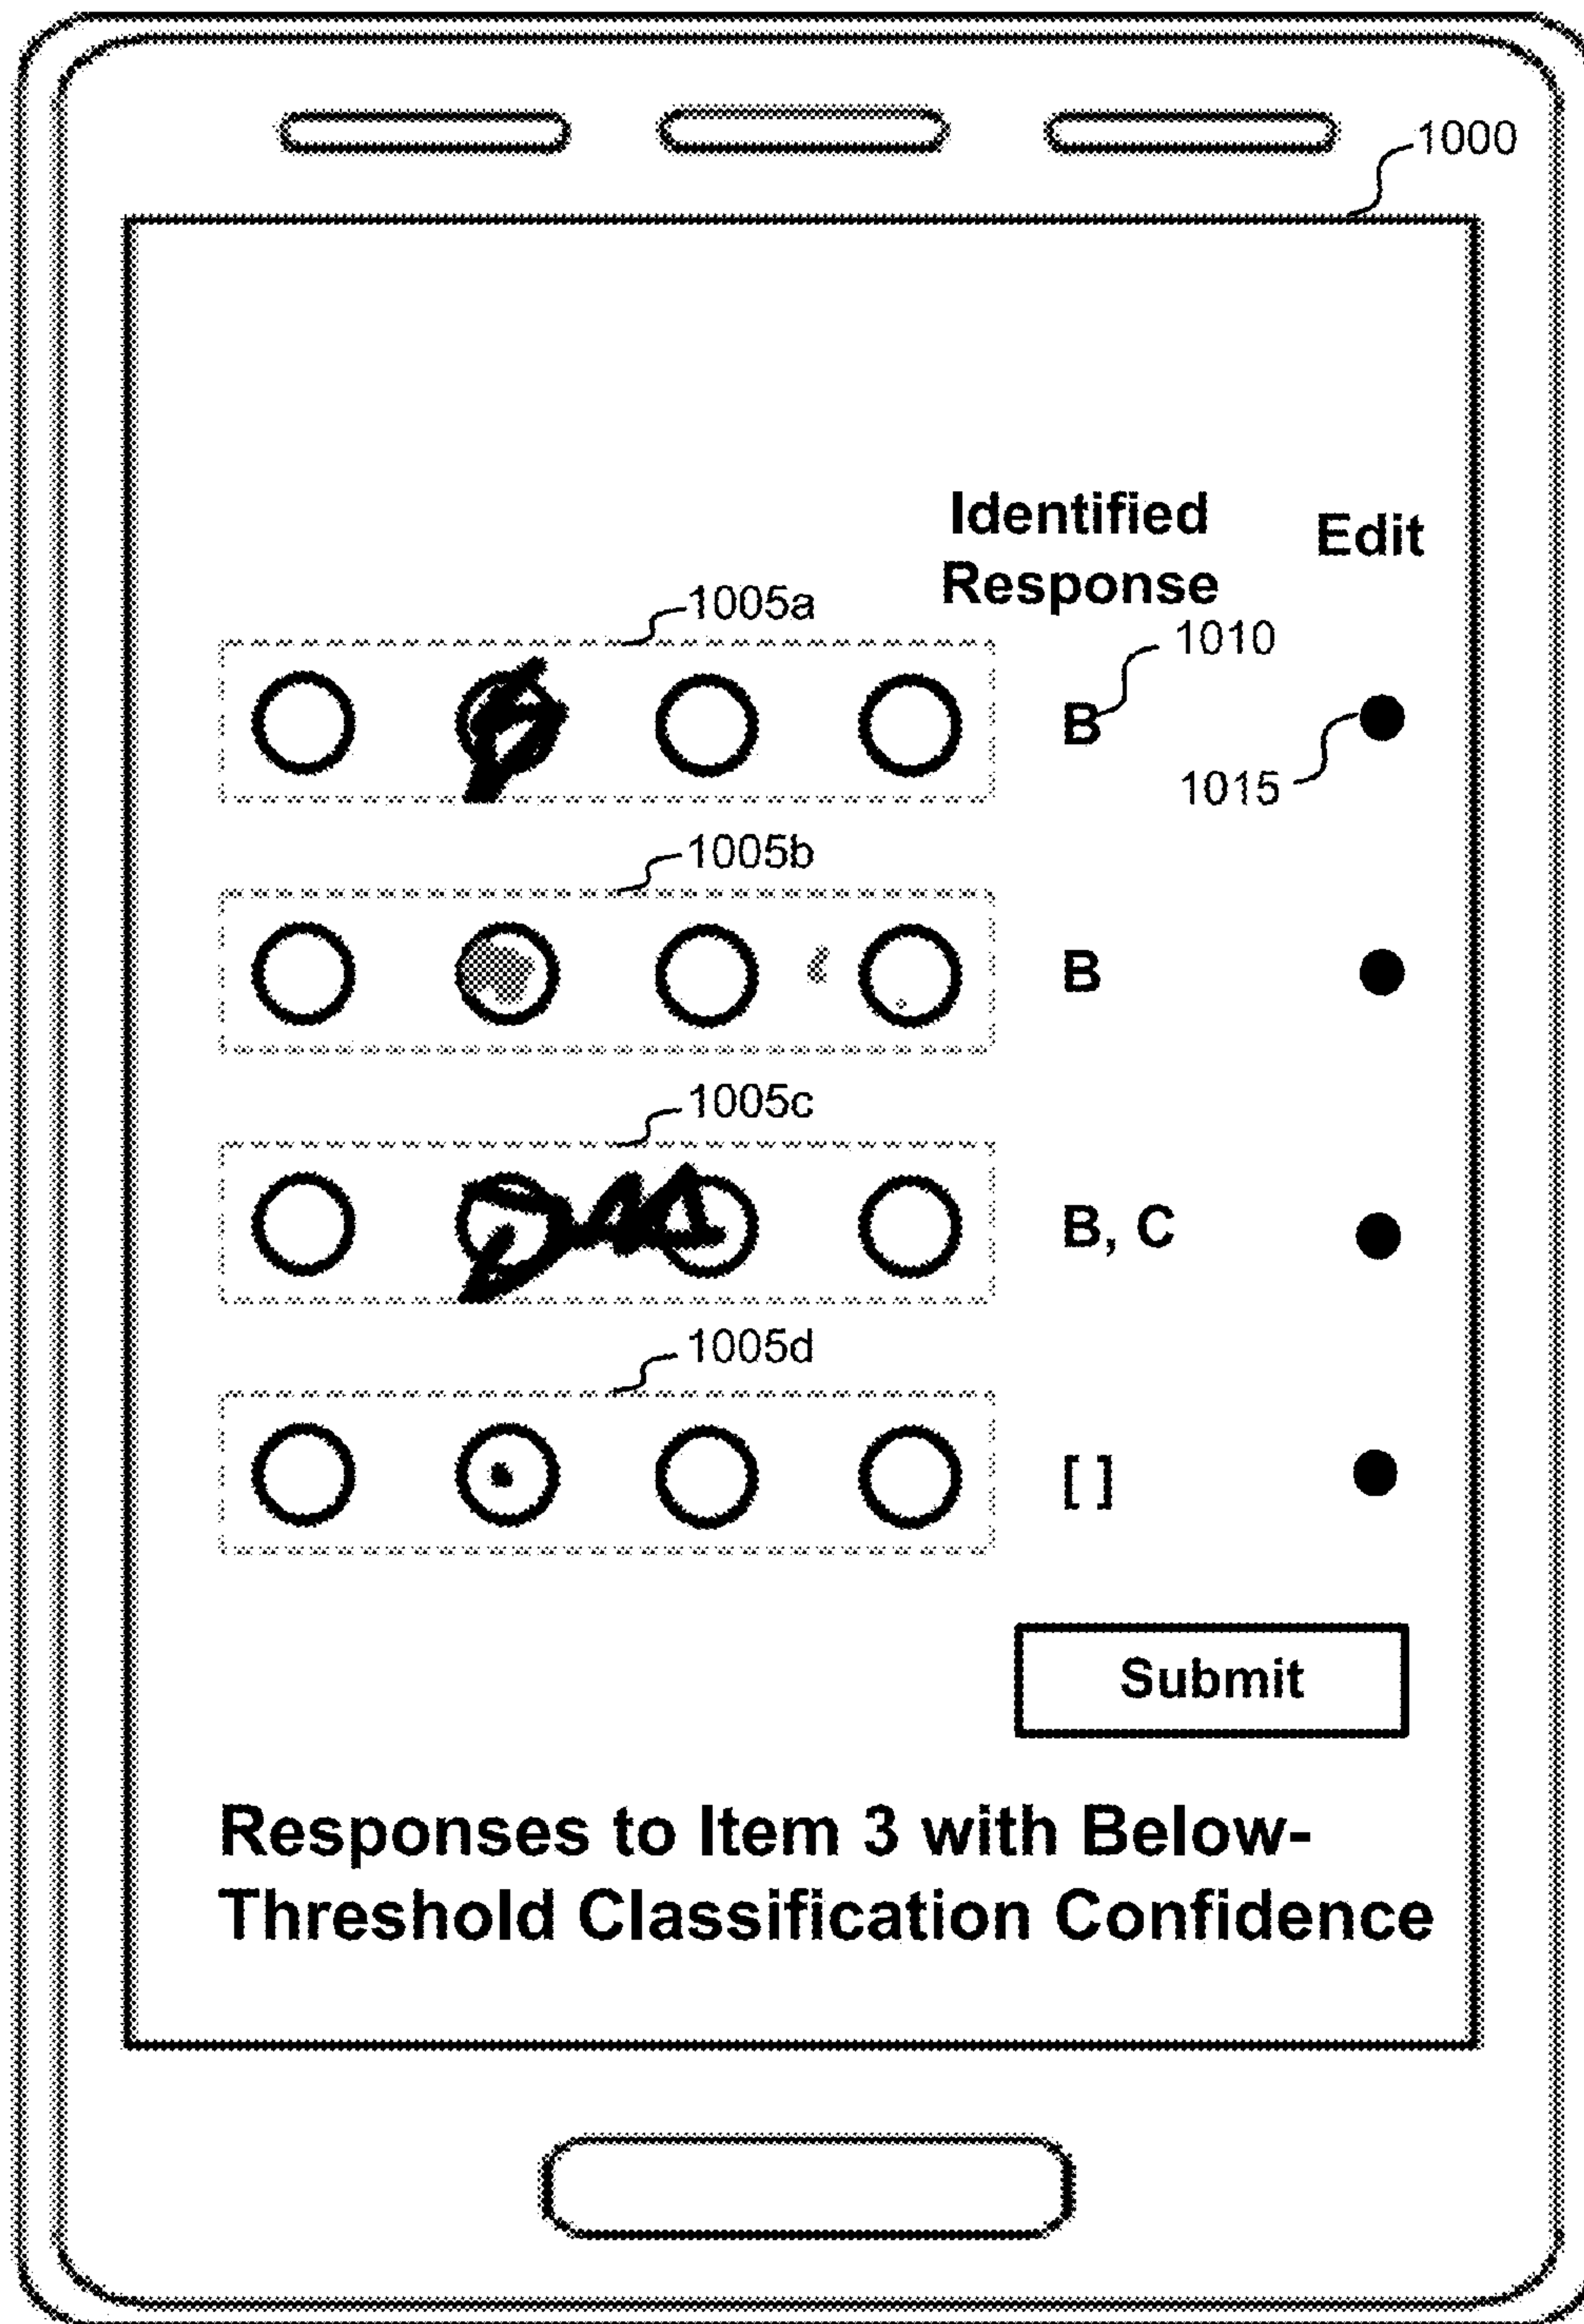 1000
Identified
Response
Edit
1005a
B
1010
1015
1005b
B
1005c
B, C
1005d
[ ]
Submit
Responses to Item 3 with Below-
Threshold Classification Confidence